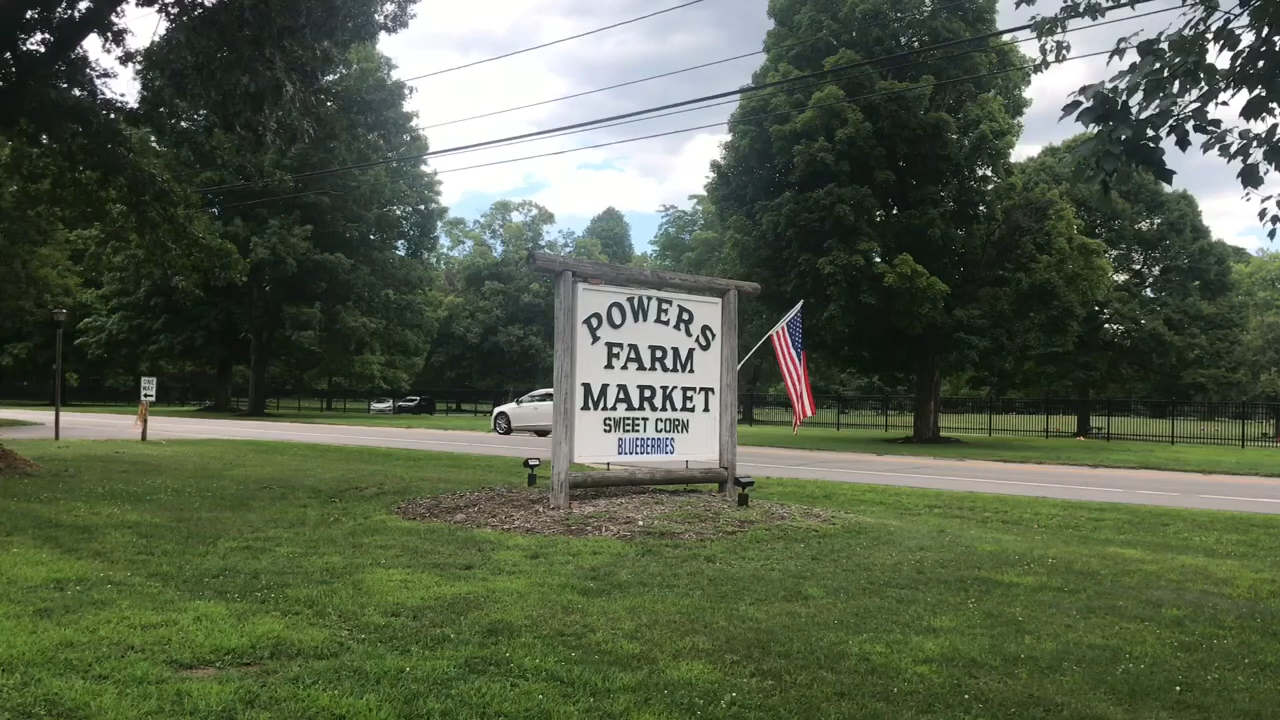 POWERS
FARM
MARKET
SWEET CORN
BLUEBERRIES
ONE
WAY